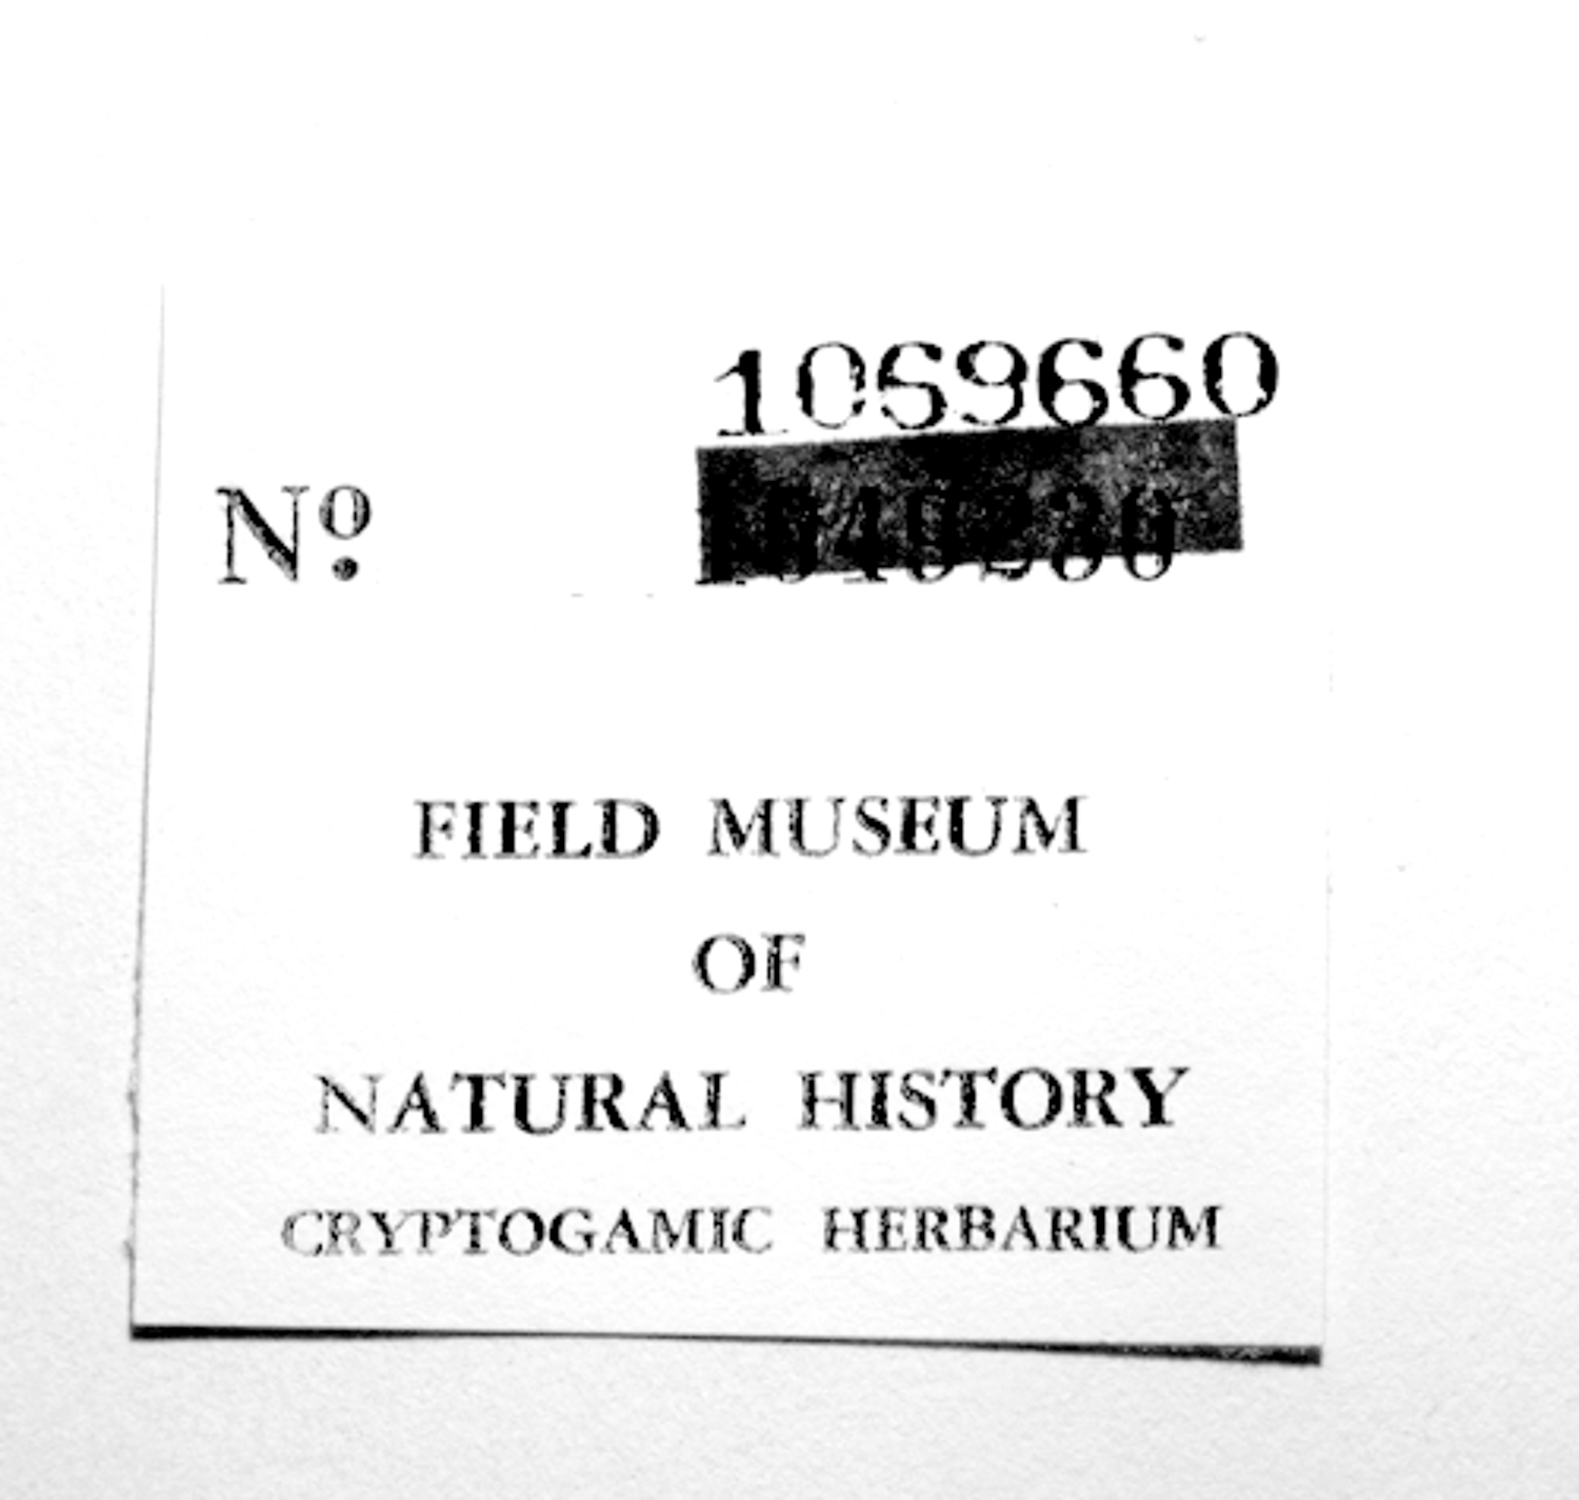 1069660
Nº
FIELD MUSEUM
OF
NATURAL HISTORY
CRYPTOGAMIC HERBARIUM